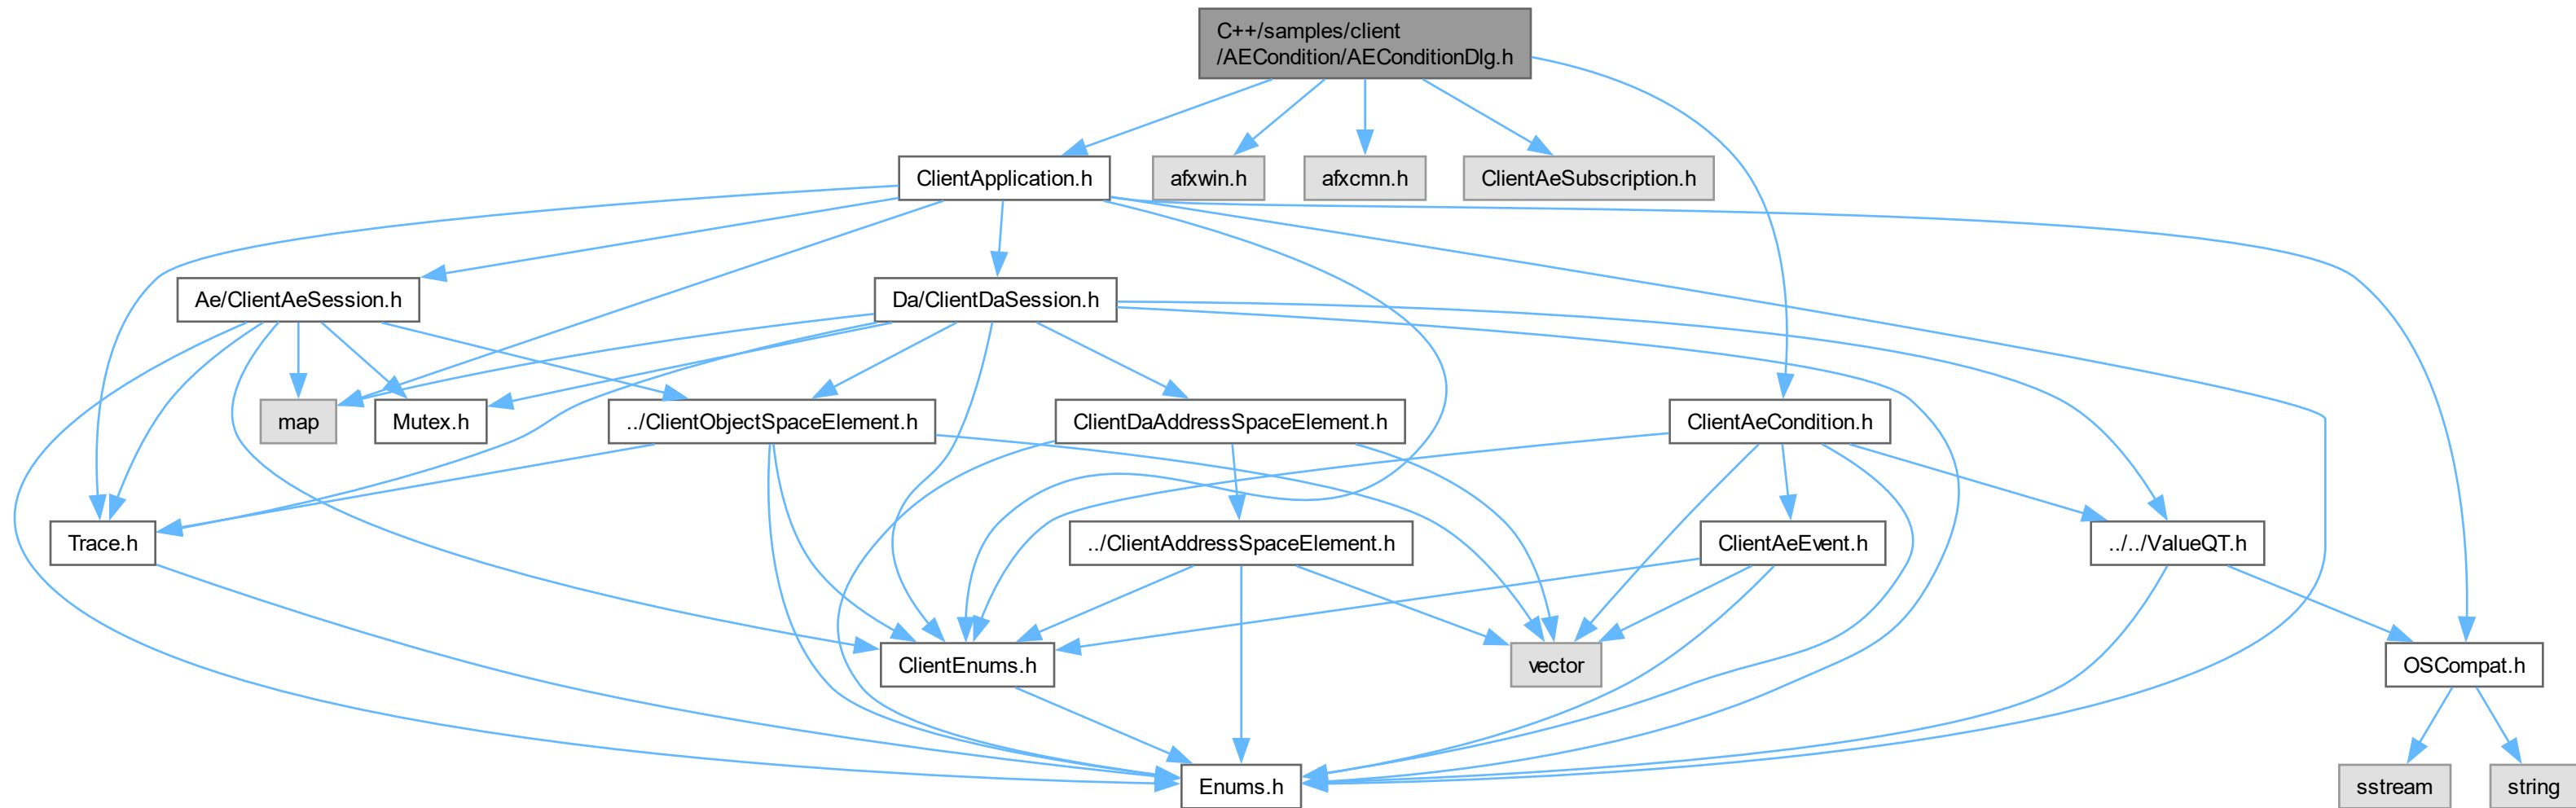 C++/samples/client
/AECondition/AEConditionDlg.h
ClientApplication.h
afxwin.h
afxcmn.h
ClientAeSubscription.h
Ae/ClientAeSession.h
Da/ClientDaSession.h
map
Mutex.h
../ClientObjectSpaceElement.h
ClientDaAddressSpaceElement.h
ClientAeCondition.h
Trace.h
../ClientAddressSpaceElement.h
ClientAeEvent.h
../../ValueQT.h
ClientEnums.h
vector
OSCompat.h
Enums.h
sstream
string